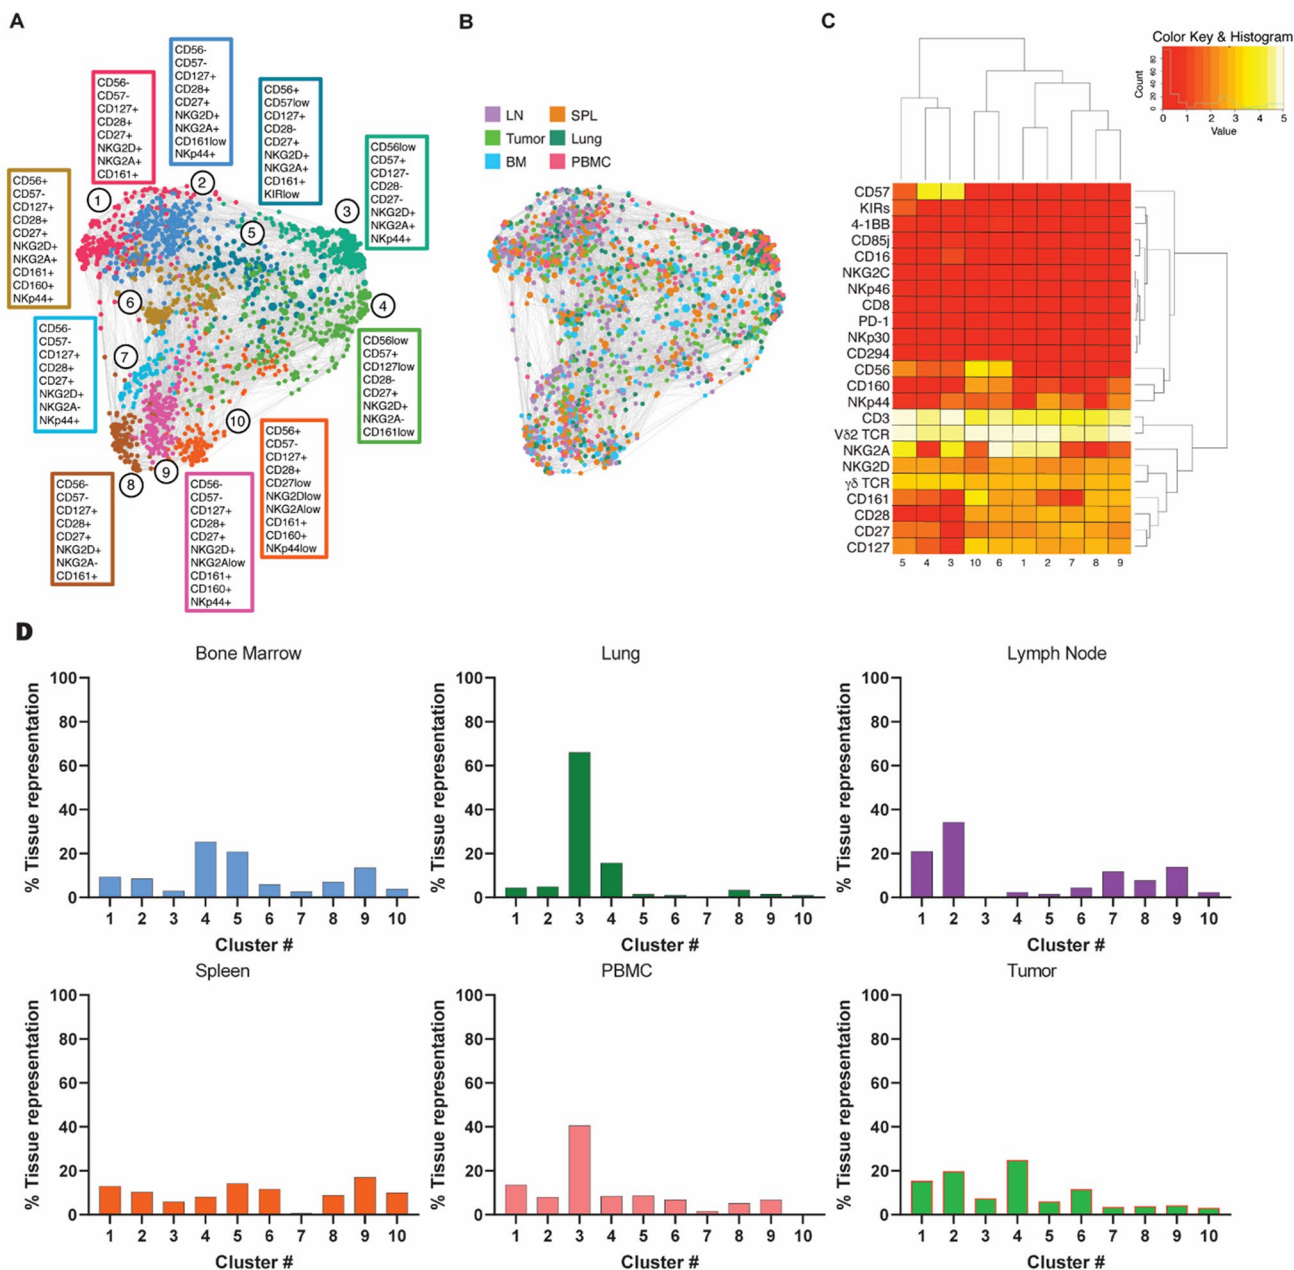 A
B
C
CD56-
CD57-
CD127+
CD28+
CD27+
NKG2D+
NKG2A+
CD161+
CD56-
CD57-
CD127+
CD28+
CD27+
NKG2D+
NKG2A+
CD161low
NKp44+
CD56+
CD57low
CD127+
CD28-
CD27+
NKG2D+
NKG2A+
CD161+
KIRlow
CD56low
CD57+
CD127-
CD28-
CD27-
NKG2D+
NKG2A+
NKp44+
CD56+
CD57-
CD127+
CD28+
CD27+
NKG2D+
NKG2A+
CD161+
CD160+
NKp44+
CD56-
CD57-
CD127+
CD28+
CD27+
NKG2D+
NKG2A-
NKp44+
CD56low
CD57+
CD127low
CD28-
CD27+
NKG2D+
NKG2A-
CD161low
CD56-
CD57-
CD127+
CD28+
CD27+
NKG2D+
NKG2A-
CD161+
CD56-
CD57-
CD127+
CD28+
CD27+
NKG2D+
NKG2Alow
CD161+
CD160+
NKp44+
CD56+
CD57-
CD127+
CD28+
CD27low
NKG2Dlow
NKG2Alow
CD161+
CD160+
NKp44low
1
2
3
5
6
4
7
10
9
8
LN SPL
Tumor Lung
BM PBMC
Color Key & Histogram
Count
0 20 40 60 80
0 1 2 3 4 5
Value
CD57
KIRs
4-1BB
CD85j
CD16
NKG2C
NKp46
CD8
PD-1
NKp30
CD294
CD56
CD160
NKp44
CD3
Vδ2 TCR
NKG2A
NKG2D
γδ TCR
CD161
CD28
CD27
CD127
5 4 3 10 6 1 2 7 8 9
D
Bone Marrow
% Tissue representation
100
80
60
40
20
0
1 2 3 4 5 6 7 8 9 10
Cluster #
Lung
% Tissue representation
100
80
60
40
20
0
1 2 3 4 5 6 7 8 9 10
Cluster #
Lymph Node
% Tissue representation
100
80
60
40
20
0
1 2 3 4 5 6 7 8 9 10
Cluster #
Spleen
% Tissue representation
100
80
60
40
20
0
1 2 3 4 5 6 7 8 9 10
Cluster #
PBMC
% Tissue representation
100
80
60
40
20
0
1 2 3 4 5 6 7 8 9 10
Cluster #
Tumor
% Tissue representation
100
80
60
40
20
0
1 2 3 4 5 6 7 8 9 10
Cluster #